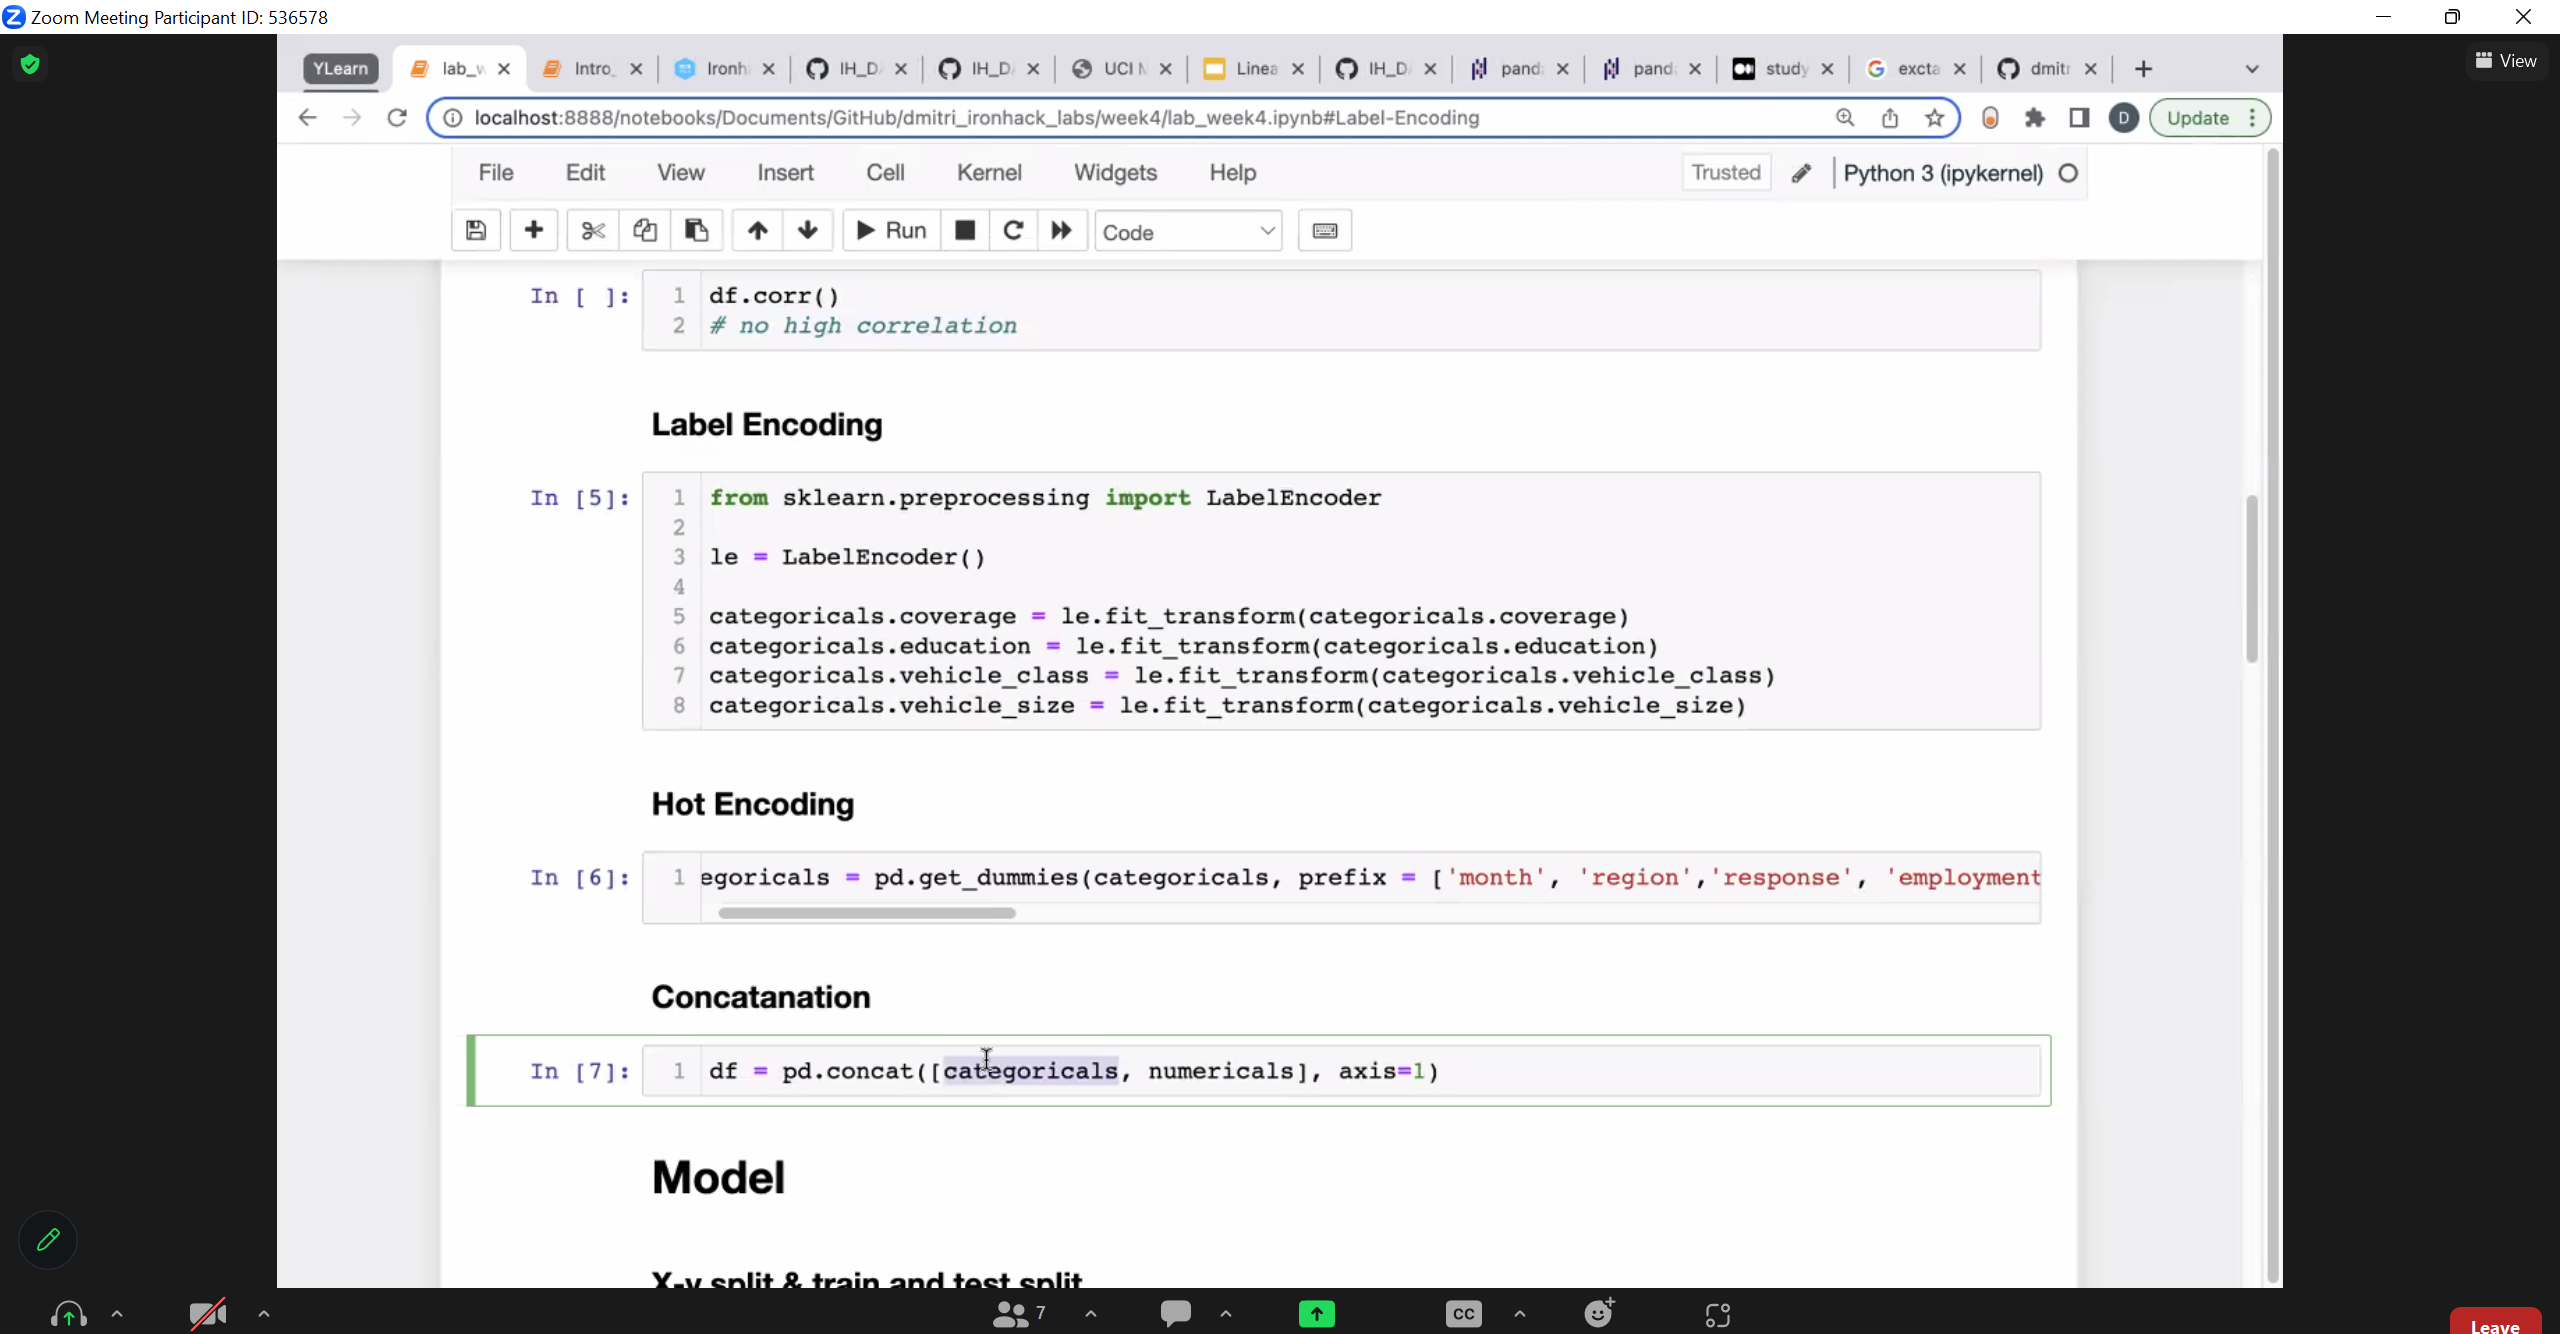 Zoom Meeting Participant ID: 536578
View
YLearn lab_w Intro_ Ironh IH_D IH_D UCI Linea IH_D pand pand study excta dmitr
localhost:8888/notebooks/Documents/GitHub/dmitri_ironhack_labs/week4/lab_week4.ipynb#Label-Encoding
D
Update
File Edit View Insert Cell Kernel Widgets Help Trusted Python 3 (ipykernel)
Run Code
In [ ]:
1 df.corr()
2 # no high correlation
Label Encoding
In [5]:
1 from sklearn.preprocessing import LabelEncoder
2
3 le = LabelEncoder()
4
5 categoricals.coverage = le.fit_transform(categoricals.coverage)
6 categoricals.education = le.fit_transform(categoricals.education)
7 categoricals.vehicle_class = le.fit_transform(categoricals.vehicle_class)
8 categoricals.vehicle_size = le.fit_transform(categoricals.vehicle_size)
Hot Encoding
In [6]:
1 egoricals = pd.get_dummies(categoricals, prefix = ['month', 'region','response', 'employment
Concatanation
In [7]:
1 df = pd.concat([categoricals, numericals], axis=1)
Model
X-y split & train and test split
7
CC
Leave